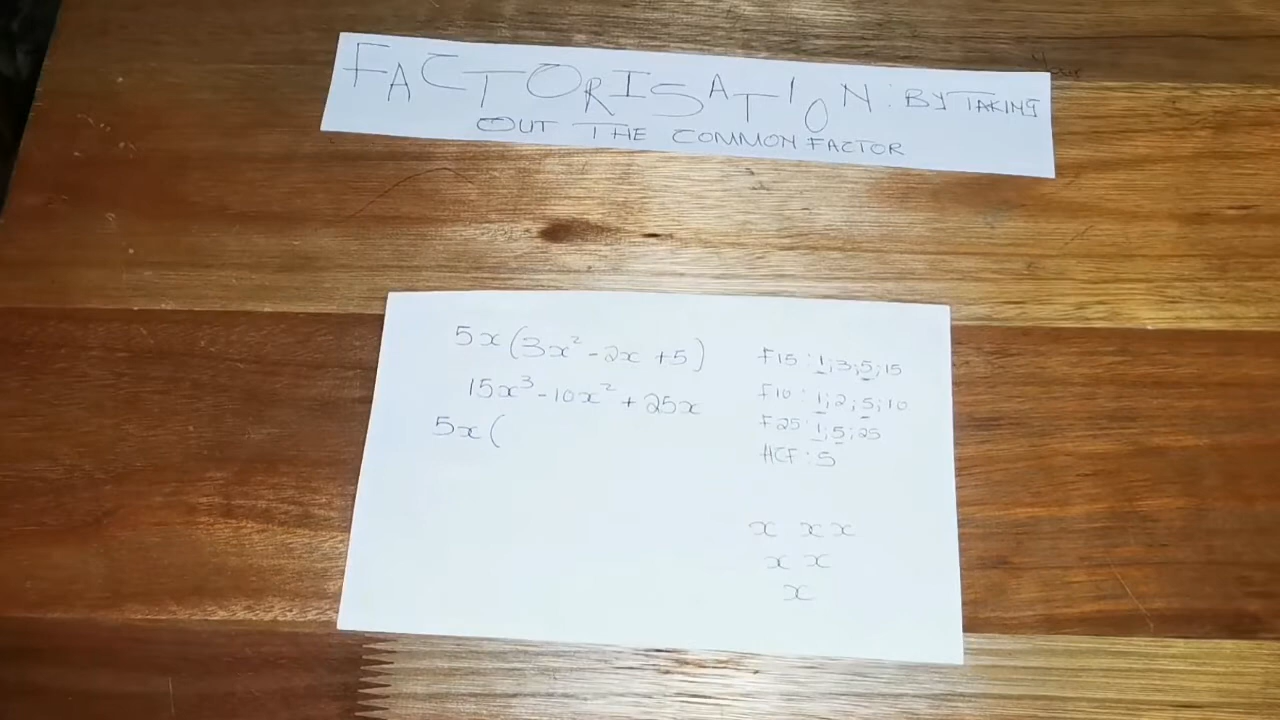 FACTORISATION: BY TAKING
OUT THE COMMON FACTOR
5x(3x² - 2x + 5)
15x³ - 10x² + 25x
5x(
F15 : 1;3;5;15
F10 : 1;2;5;10
F25 : 1;5;25
HCF : 5
x x x
x x
x